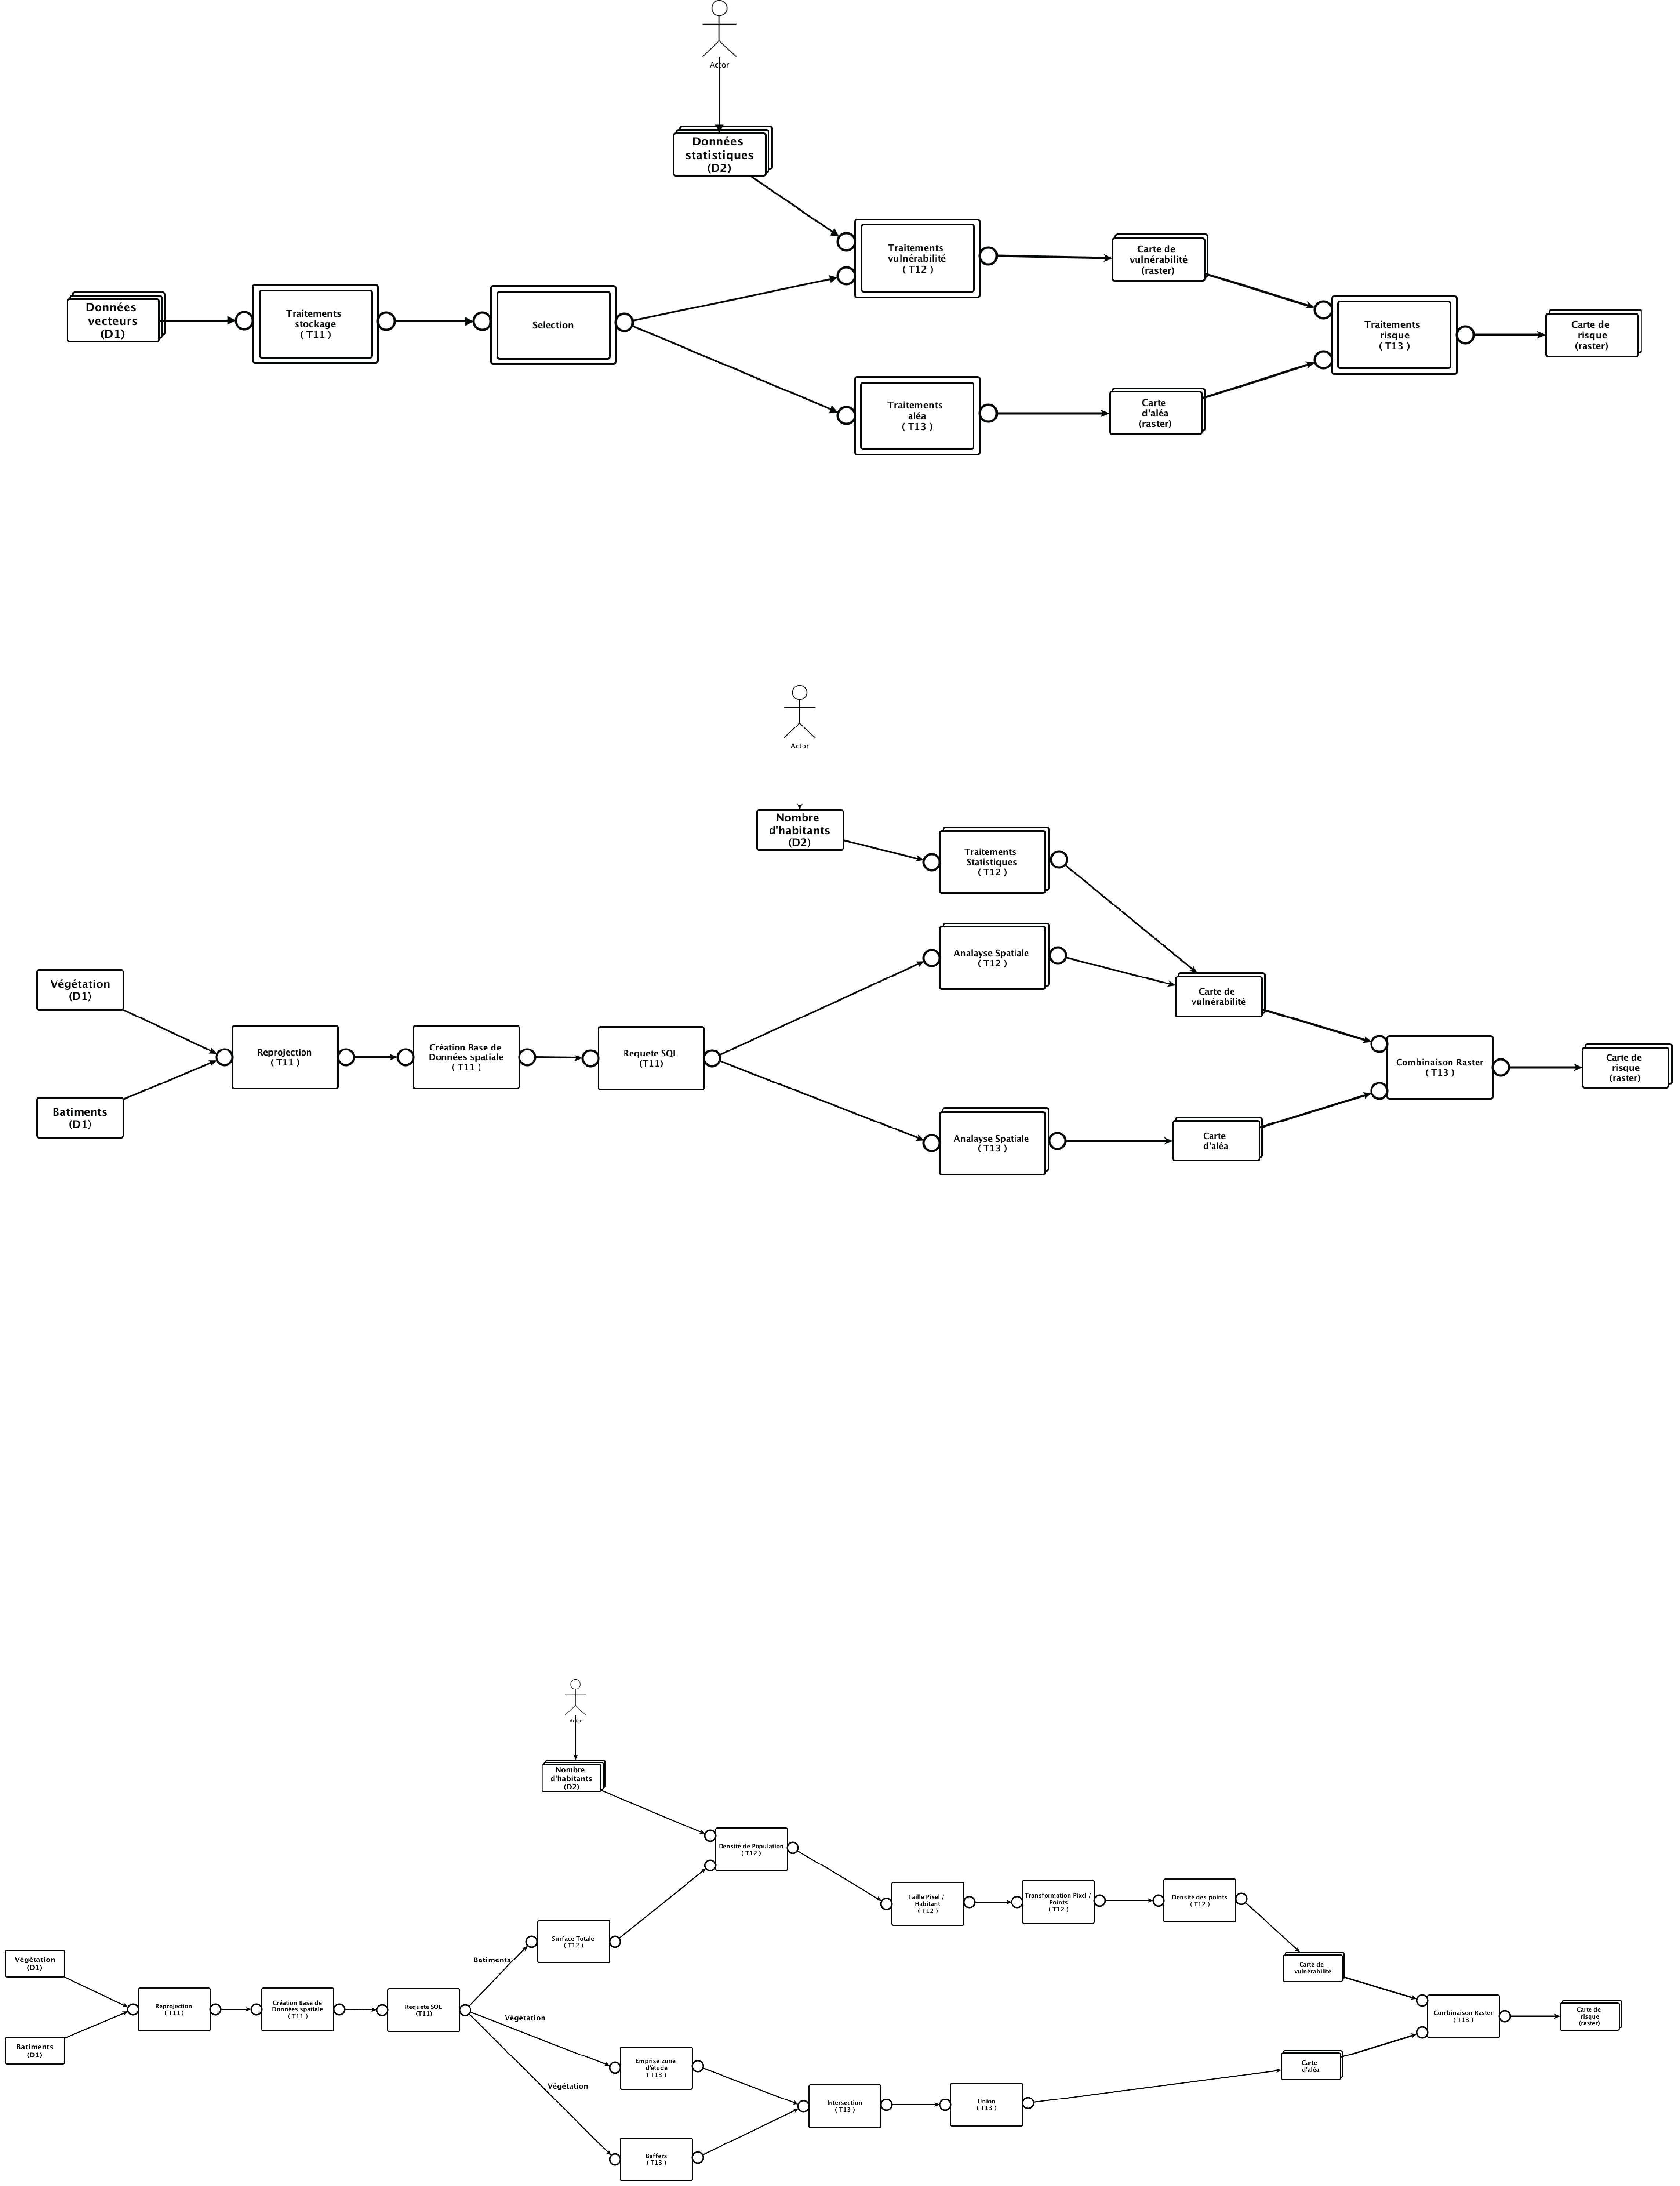 Actor
Données
statistiques
(D2)
Traitements
vulnérabilité
( T12 )
Carte de
vulnérabilité
(raster)
Données
vecteurs
(D1)
Traitements
stockage
( T11 )
Selection
Traitements
risque
( T13 )
Carte de
risque
(raster)
Traitements
aléa
( T13 )
Carte
d'aléa
(raster)
Actor
Nombre
d'habitants
(D2)
Traitements
Statistiques
( T12 )
Analayse Spatiale
( T12 )
Végétation
(D1)
Carte de
vulnérabilité
Reprojection
( T11 )
Création Base de
Données spatiale
( T11 )
Requete SQL
(T11)
Combinaison Raster
( T13 )
Carte de
risque
(raster)
Batiments
(D1)
Analayse Spatiale
( T13 )
Carte
d'aléa
Actor
Nombre
d'habitants
(D2)
Densité de Population
( T12 )
Taille Pixel /
Habitant
( T12 )
Transformation Pixel /
Points
( T12 )
Densité des points
( T12 )
Surface Totale
( T12 )
Batiments
Végétation
(D1)
Carte de
vulnérabilité
Reprojection
( T11 )
Création Base de
Données spatiale
( T11 )
Requete SQL
(T11)
Végétation
Combinaison Raster
( T13 )
Carte de
risque
(raster)
Batiments
(D1)
Emprise zone
d'étude
( T13 )
Carte
d'aléa
Végétation
Intersection
( T13 )
Union
( T13 )
Buffers
( T13 )